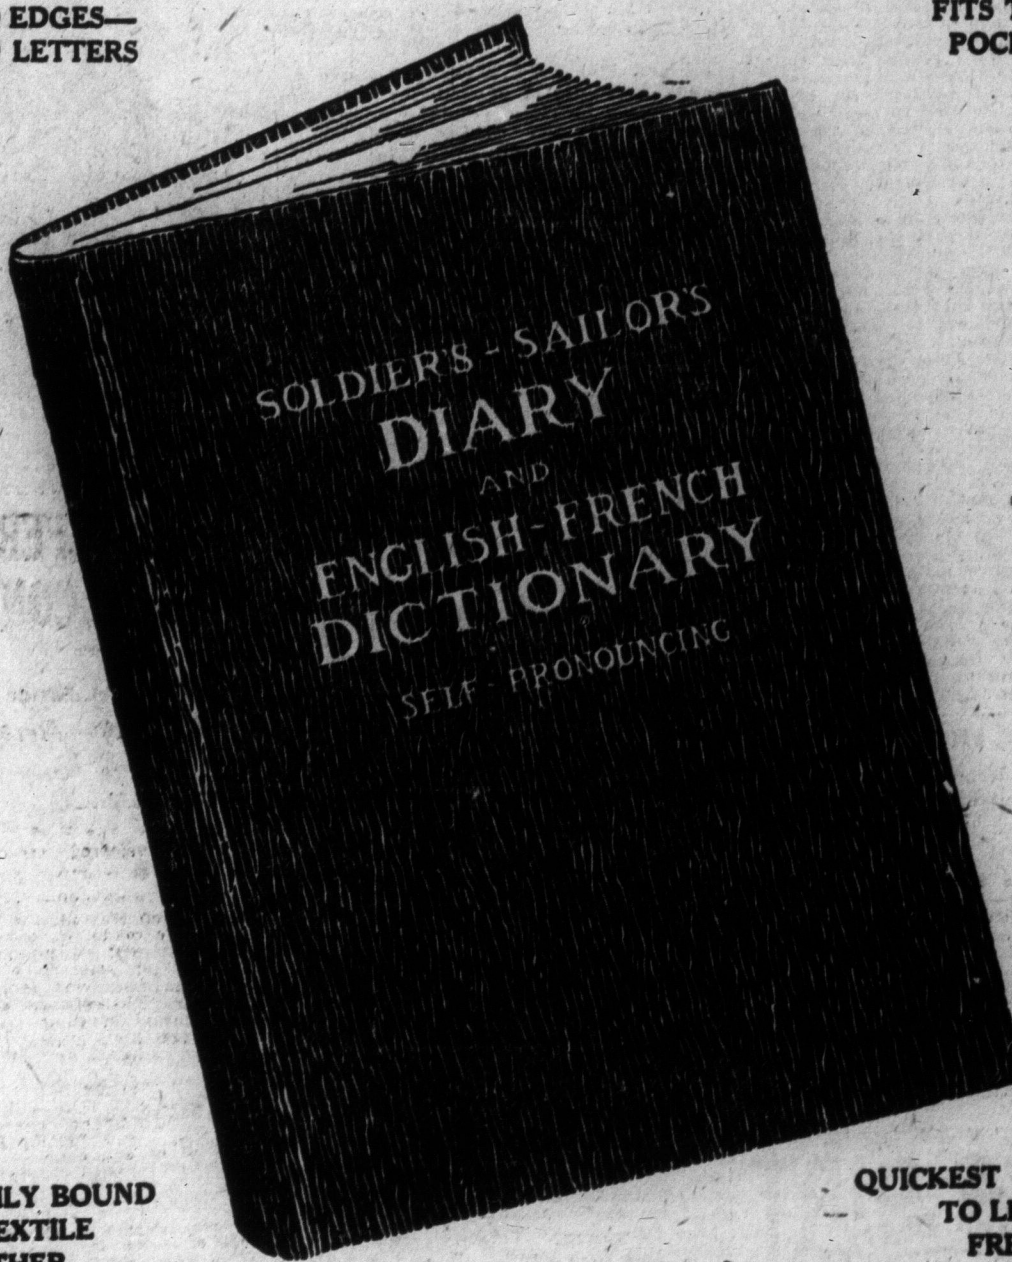 EDGES—
LETTERS
FITS
SOLDIER'S - SAILOR'S
DIARY
AND
ENGLISH - FRENCH
DICTIONARY
SELF - PRONOUNCING
BOUND
QUICKEST
TO